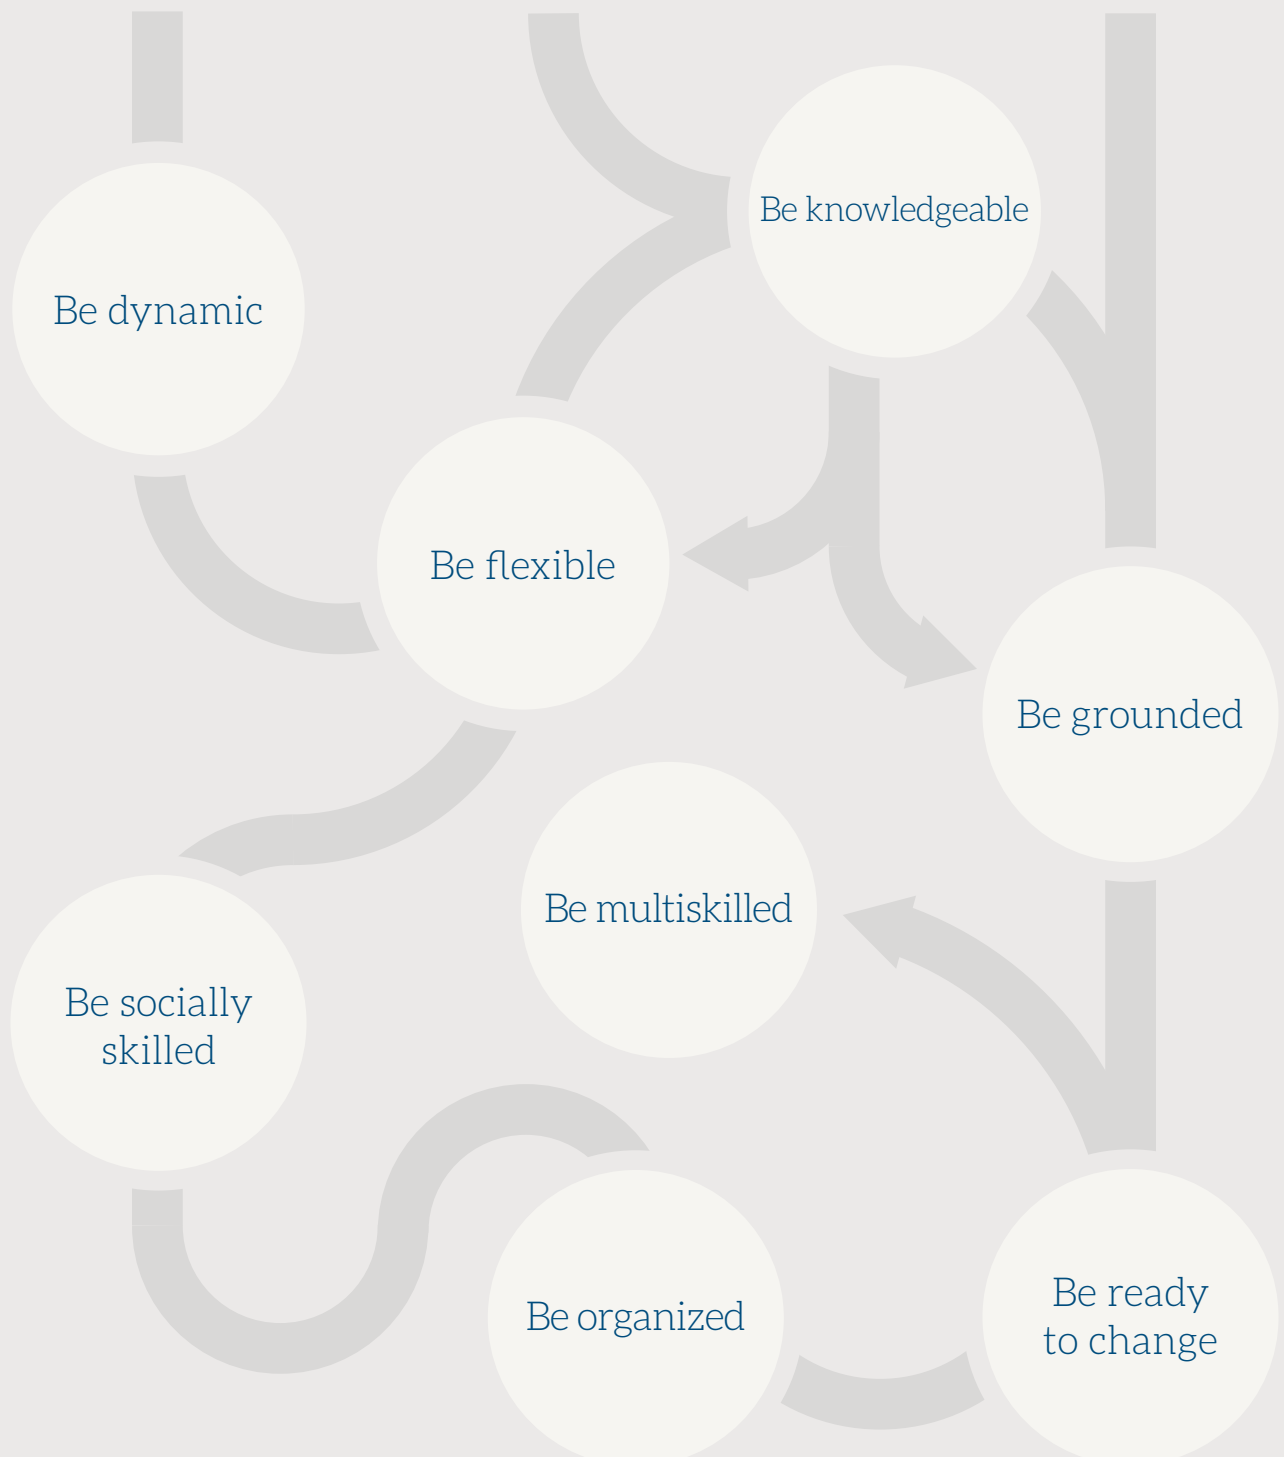 Be knowledgeable
Be dynamic
Be flexible
Be grounded
Be multiskilled
Be socially
skilled
Be organized
Be ready
to change